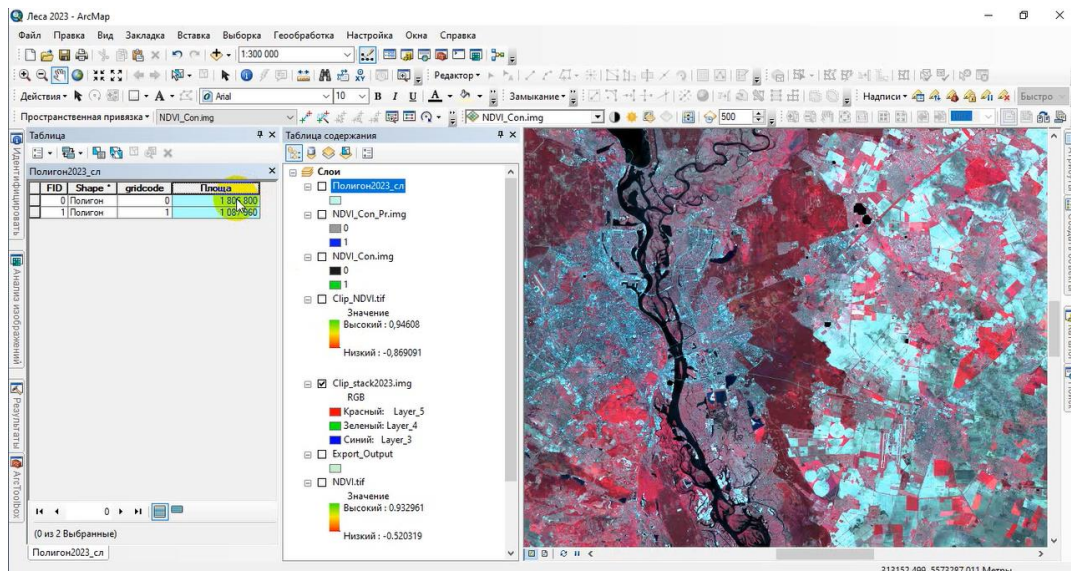 Леса 2023 - ArcMap
Файл Правка Вид Закладка Вставка Выборка Геообработка Настройка Окна Справка
1:300 000
Редактор
Действия A Arial 10 B I U A Замыкание Надписи Быстро
Пространственная привязка NDVI_Con.img NDVI_Con.img 500
Таблица
Полигон2023_сл
FID Shape * gridcode Площа
0 Полигон 0
1 Полигон 1
0
(0 из 2 Выбранные)
Полигон2023_сл
Таблица содержания
Слои
Полигон2023_сл
NDVI_Con_Pr.img
0
1
NDVI_Con.img
0
1
Clip_NDVI.tif
Значение
Высокий : 0,94608
Низкий : -0,869091
Clip_stack2023.img
RGB
Красный: Layer_5
Зеленый: Layer_4
Синий: Layer_3
Export_Output
NDVI.tif
Значение
Высокий : 0.932961
Низкий : -0.520319
Идентифицировать
Анализ изображений
Результаты
ArcToolbox
Атрибуты
Создать объекты
313152,499 5573287,011 Метры